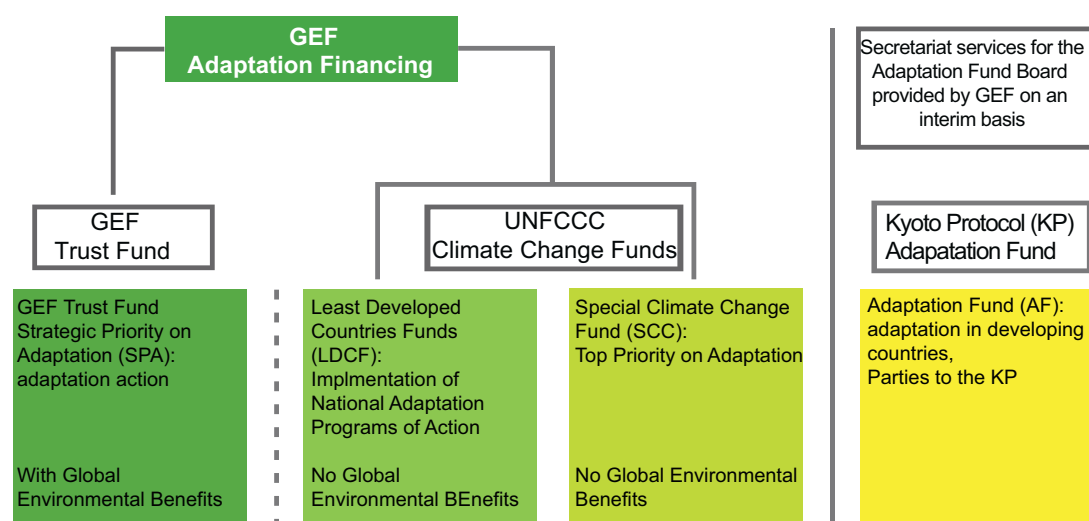 GEF
Adaptation Financing
Secretariat services for the
Adaptation Fund Board
provided by GEF on an
interim basis
GEF
Trust Fund
UNFCCC
Climate Change Funds
Kyoto Protocol (KP)
Adapatation Fund
GEF Trust Fund
Strategic Priority on
Adaptation (SPA):
adaptation action
With Global
Environmental Benefits
Least Developed
Countries Funds
(LDCF):
Implmentation of
National Adaptation
Programs of Action
No Global
Environmental BEnefits
Special Climate Change
Fund (SCC):
Top Priority on Adaptation
No Global Environmental
Benefits
Adaptation Fund (AF):
adaptation in developing
countries,
Parties to the KP